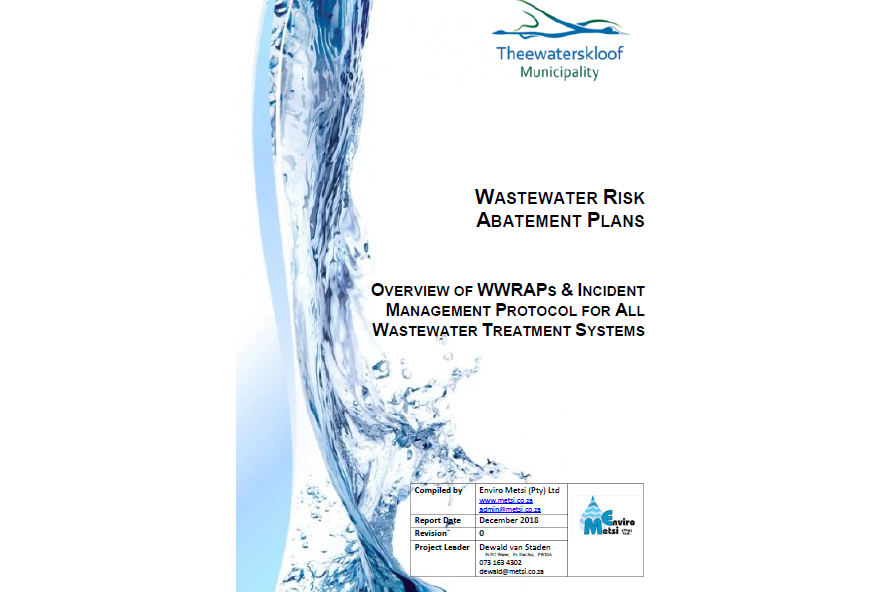 Theewaterskloof
Municipality
WASTEWATER RISK
ABATEMENT PLANS
OVERVIEW OF WWRAPS & INCIDENT
MANAGEMENT PROTOCOL FOR ALL
WASTEWATER TREATMENT SYSTEMS
Compiled by Enviro Metsi (Pty) Ltd
www.metsi.co.za
admin@metsi.co.za
Report Date December 2018
Revision 0
Project Leader Dewald van Staden
073 163 4302
dewald@metsi.co.za
Enviro
Metsi